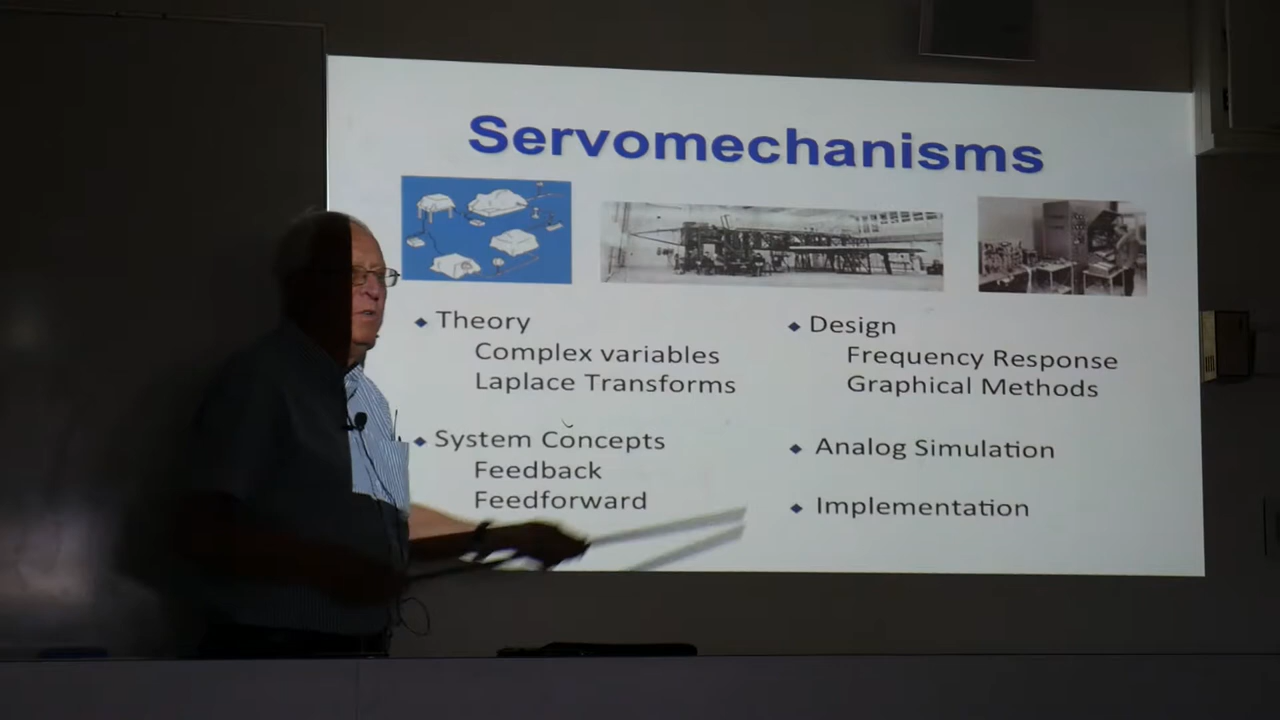 Servomechanisms
Theory
Complex variables
Laplace Transforms
System Concepts
Feedback
Feedforward
Design
Frequency Response
Graphical Methods
Analog Simulation
Implementation